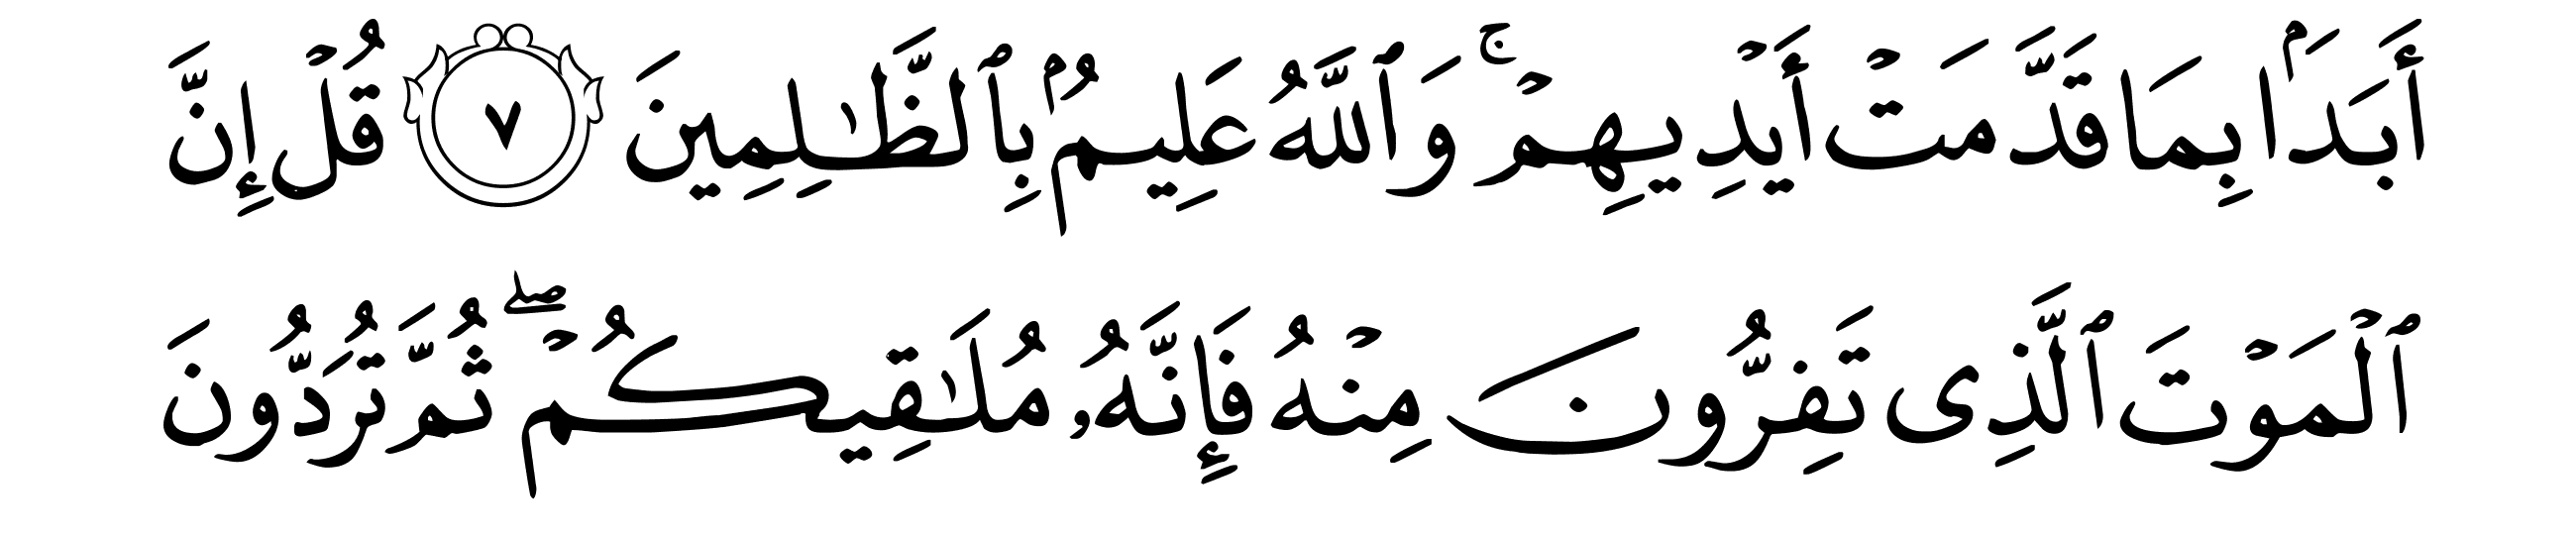 أَبَدَۢا بِمَا قَدَّمَتۡ أَيۡدِيهِمۡۚ وَٱللَّهُ عَلِيمُۢ بِٱلظَّـٰلِمِينَ ٧ قُلۡ إِنَّ
ٱلۡمَوۡتَ ٱلَّذِى تَفِرُّونَ مِنۡهُ فَإِنَّهُۥ مُلَـٰقِيكُمۡۖ ثُمَّ تُرَدُّونَ